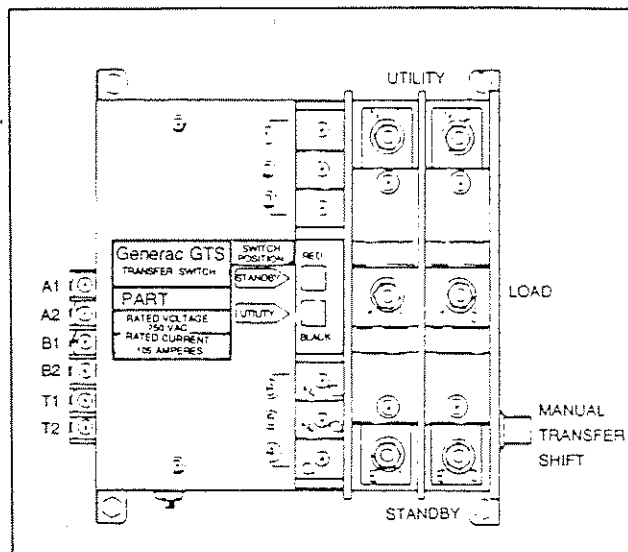 UTILITY
Generac GTS
TRANSFER SWITCH
SWITCH
POSITION
RED
STANDBY
A1
A2
B1
B2
T1
T2
PART
RATED VOLTAGE
250 VAC
RATED CURRENT
AMPERES
UTILITY
BLACK
LOAD
MANUAL
TRANSFER
SHIFT
STANDBY